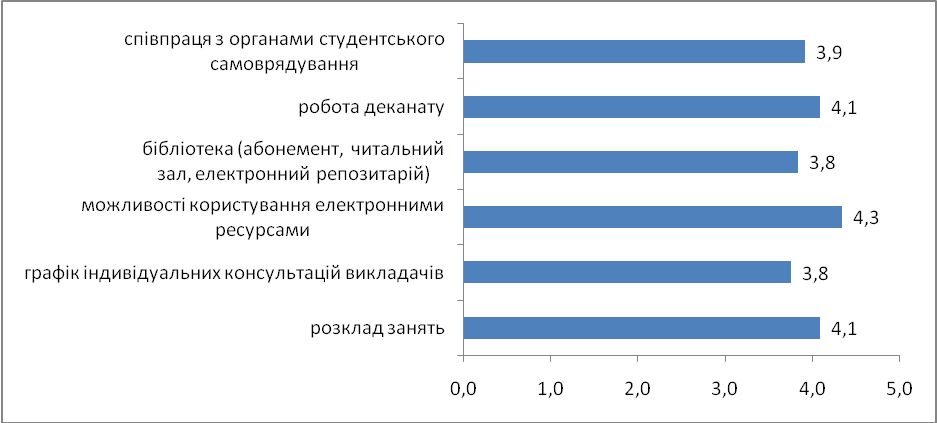 співпраця з органами студентського
самоврядування
3,9
робота деканату
4,1
бібліотека (абонемент, читальний
зал, електронний репозитарій)
3,8
можливості користування електронними
ресурсами
4,3
графік індивідуальних консультацій викладачів
3,8
розклад занять
4,1
0,0 1,0 2,0 3,0 4,0 5,0